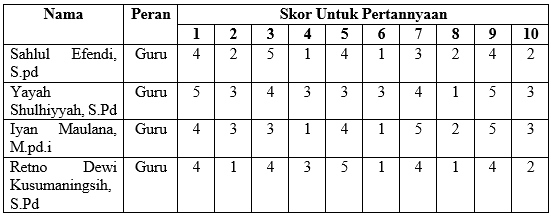 Nama Peran Skor Untuk Pertannyaan
1 2 3 4 5 6 7 8 9 10
Sahlul Efendi, Guru 4 2 5 1 4 1 3 2 4 2
S.pd
Yayah Guru 5 3 4 3 3 3 4 1 5 3
Shulhiyyah, S.Pd
Iyan Maulana, Guru 4 3 3 1 4 1 5 2 5 3
M.pd.i
Retno Dewi Guru 4 1 4 3 5 1 4 1 4 2
Kusumaningsih,
S.Pd